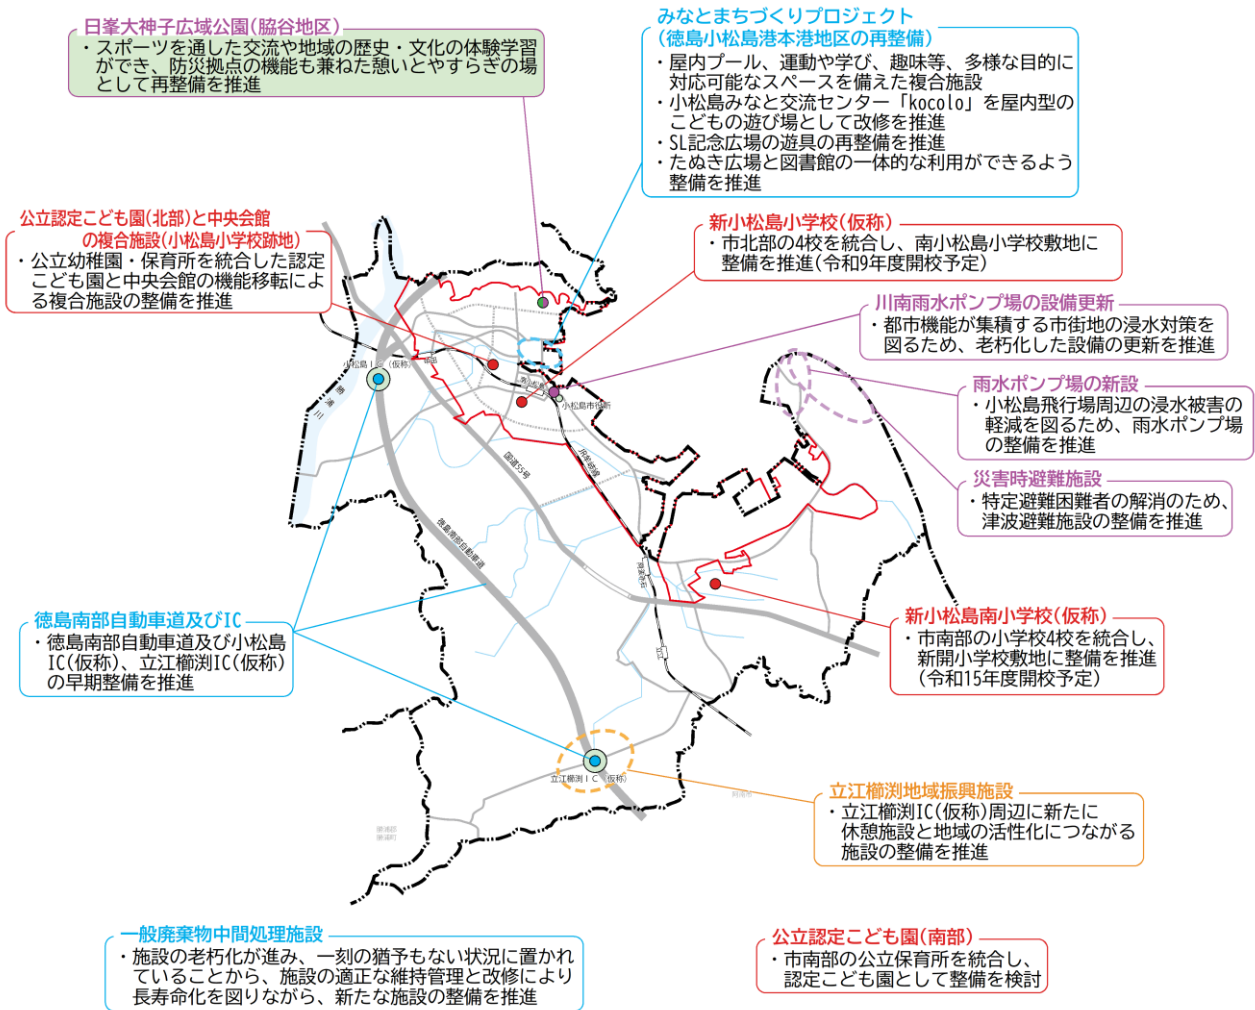 日峯大神子広域公園(脇谷地区)
・スポーツを通した交流や地域の歴史・文化の体験学習
ができ、防災拠点の機能も兼ねた憩いとやすらぎの場
として再整備を推進
みなとまちづくりプロジェクト
(徳島小松島港本港地区の再整備)
・屋内プール、運動や学び、趣味等、多様な目的に
対応可能なスペースを備えた複合施設
・小松島みなと交流センター「kocolo」を屋内型の
こどもの遊び場として改修を推進
・SL記念広場の遊具の再整備を推進
・たぬき広場と図書館の一体的な利用ができるよう
整備を推進
公立認定こども園(北部)と中央会館
の複合施設(小松島小学校跡地)
・公立幼稚園・保育所を統合した認定
こども園と中央会館の機能移転によ
る複合施設の整備を推進
新小松島小学校(仮称)
・市北部の4校を統合し、南小松島小学校敷地に
整備を推進(令和9年度開校予定)
川南雨水ポンプ場の設備更新
・都市機能が集積する市街地の浸水対策を
図るため、老朽化した設備の更新を推進
雨水ポンプ場の新設
・小松島飛行場周辺の浸水被害の
軽減を図るため、雨水ポンプ場
の整備を推進
災害時避難施設
・特定避難困難者の解消のため、
津波避難施設の整備を推進
小松島IC(仮称)
勝浦川
南小松島
小松島市役所
国道55号
JR牟岐線
徳島南部自動車道
立江
立江櫛渕IC(仮称)
徳島南部自動車道及びIC
・徳島南部自動車道及び小松島
IC(仮称)、立江櫛渕IC(仮称)
の早期整備を推進
新小松島南小学校(仮称)
・市南部の小学校4校を統合し、
新開小学校敷地に整備を推進
(令和15年度開校予定)
立江櫛渕地域振興施設
・立江櫛渕IC(仮称)周辺に新たに
休憩施設と地域の活性化につながる
施設の整備を推進
勝浦郡
勝浦町
阿南市
一般廃棄物中間処理施設
・施設の老朽化が進み、一刻の猶予もない状況に置かれ
ていることから、施設の適正な維持管理と改修により
長寿命化を図りながら、新たな施設の整備を推進
公立認定こども園(南部)
・市南部の公立保育所を統合し、
認定こども園として整備を検討